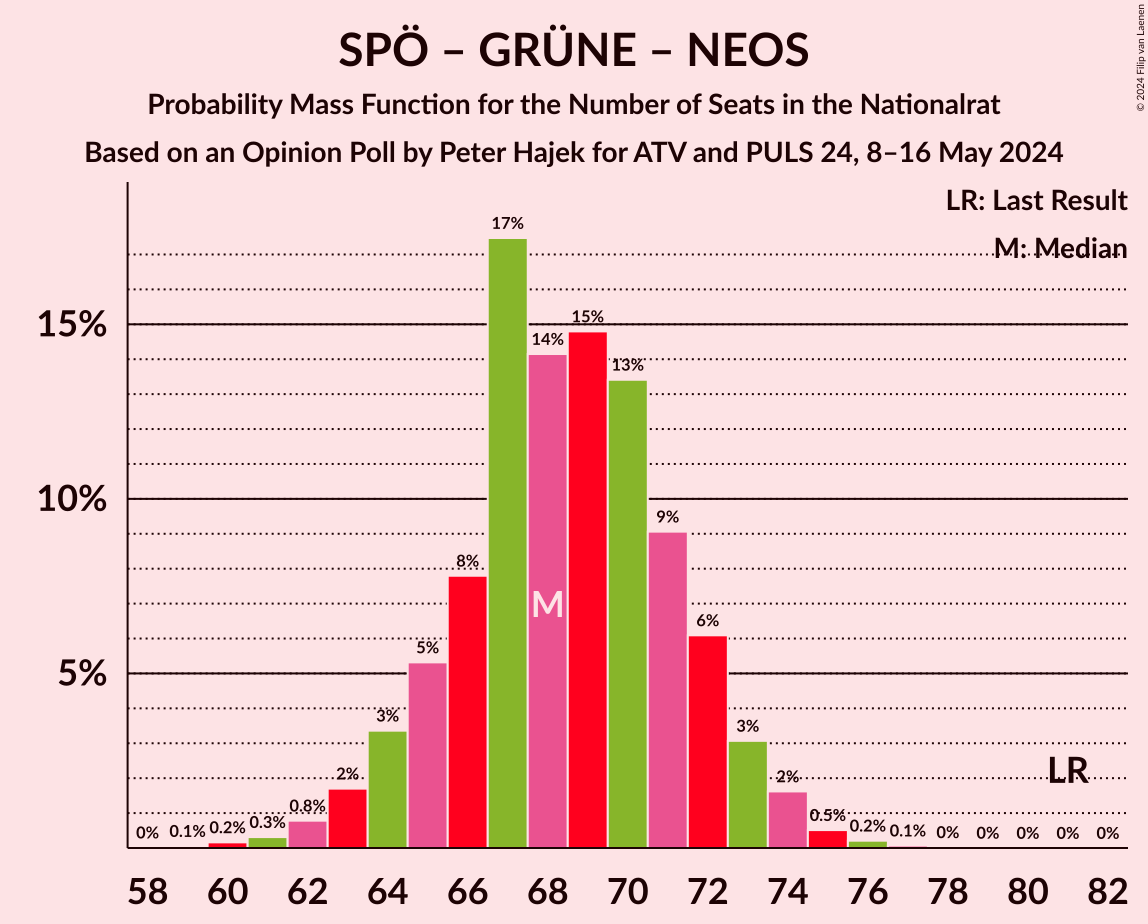 SPÖ – GRÜNE – NEOS
Probability Mass Function for the Number of Seats in the Nationalrat
Based on an Opinion Poll by Peter Hajek for ATV and PULS 24, 8–16 May 2024
© 2024 Filip van Laenen
LR: Last Result
M: Median
15%
10%
5%
0% 0.1% 0.2% 0.3% 0.8% 2% 3% 5% 8% 17% 14% 15% 13% 9% 6% 3% 2% 0.5% 0.2% 0.1% 0% 0% 0% 0% 0%
M
LR
58 60 62 64 66 68 70 72 74 76 78 80 82